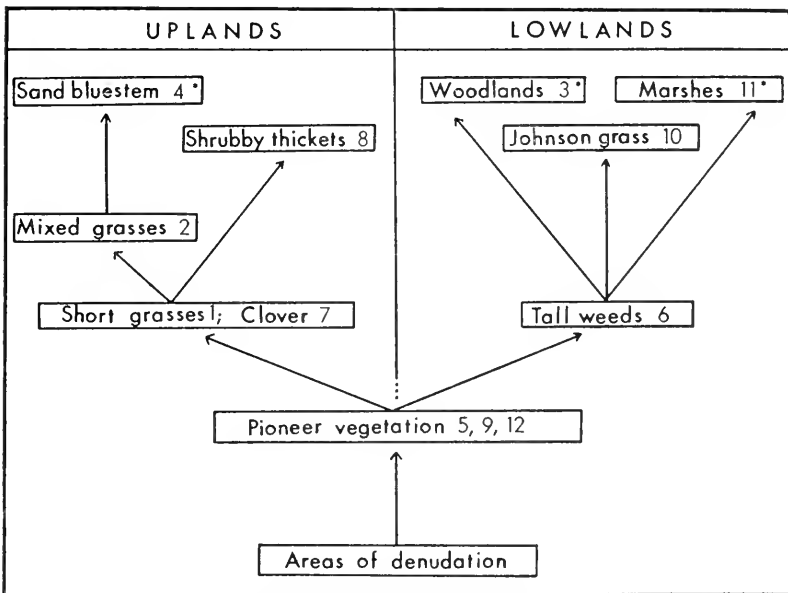 UPLANDS
LOWLANDS
Sand bluestem 4*
Woodlands 3*
Marshes 11*
Shrubby thickets 8
Johnson grass 10
Mixed grasses 2
Short grasses 1; Clover 7
Tall weeds 6
Pioneer vegetation 5, 9, 12
Areas of denudation